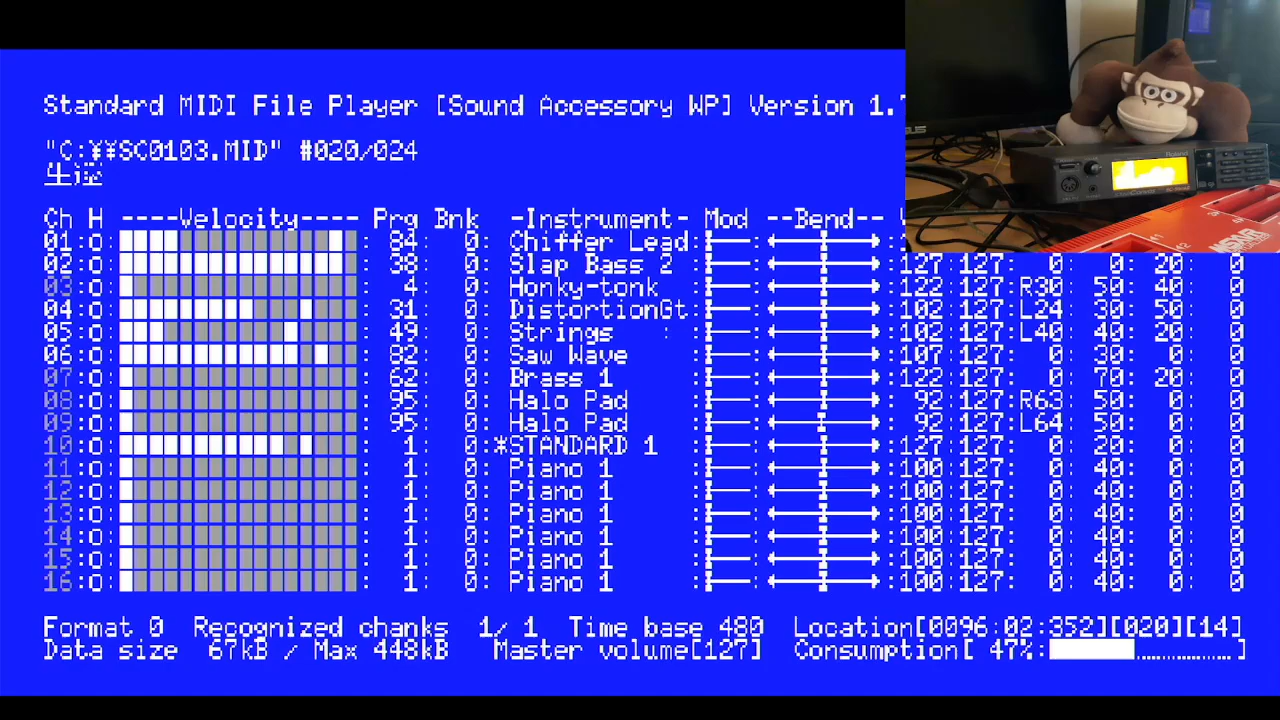 Standard MIDI File Player [Sound Accessory WP] Version 1.
"C:¥¥SC0103.MID" #020/024
Roland
ASUS
MSXR
Ch H ----Velocity---- Prg Bnk -Instrument- Mod --Bend--
01:O : 84: 0: Chiffer Lead:
02:O : 38: 0: Slap Bass 2 : : :127:127: 0: 0: 20: 0
03:O : 4: 0: Honky-tonk : : :122:127:R30: 50: 40: 0
04:O : 31: 0: DistortionGt: : :102:127:L24: 30: 50: 0
05:O : 49: 0: Strings : : :102:127:L40: 40: 20: 0
06:O : 82: 0: Saw Wave : : :107:127: 0: 30: 0: 0
07:O : 62: 0: Brass 1 : : :122:127: 0: 70: 20: 0
08:O : 95: 0: Halo Pad : : : 92:127:R63: 50: 0: 0
09:O : 95: 0: Halo Pad : : : 92:127:L64: 50: 0: 0
10:O : 1: 0:*STANDARD 1 : : :127:127: 0: 20: 0: 0
11:O : 1: 0: Piano 1 : : :100:127: 0: 40: 0: 0
12:O : 1: 0: Piano 1 : : :100:127: 0: 40: 0: 0
13:O : 1: 0: Piano 1 : : :100:127: 0: 40: 0: 0
14:O : 1: 0: Piano 1 : : :100:127: 0: 40: 0: 0
15:O : 1: 0: Piano 1 : : :100:127: 0: 40: 0: 0
16:O : 1: 0: Piano 1 : : :100:127: 0: 40: 0: 0
Format 0 Recognized chanks 1/ 1 Time base 480 Location[0096:02:352][020][14]
Data size 67kB / Max 448kB Master volume[127] Consumption[ 47%: ]